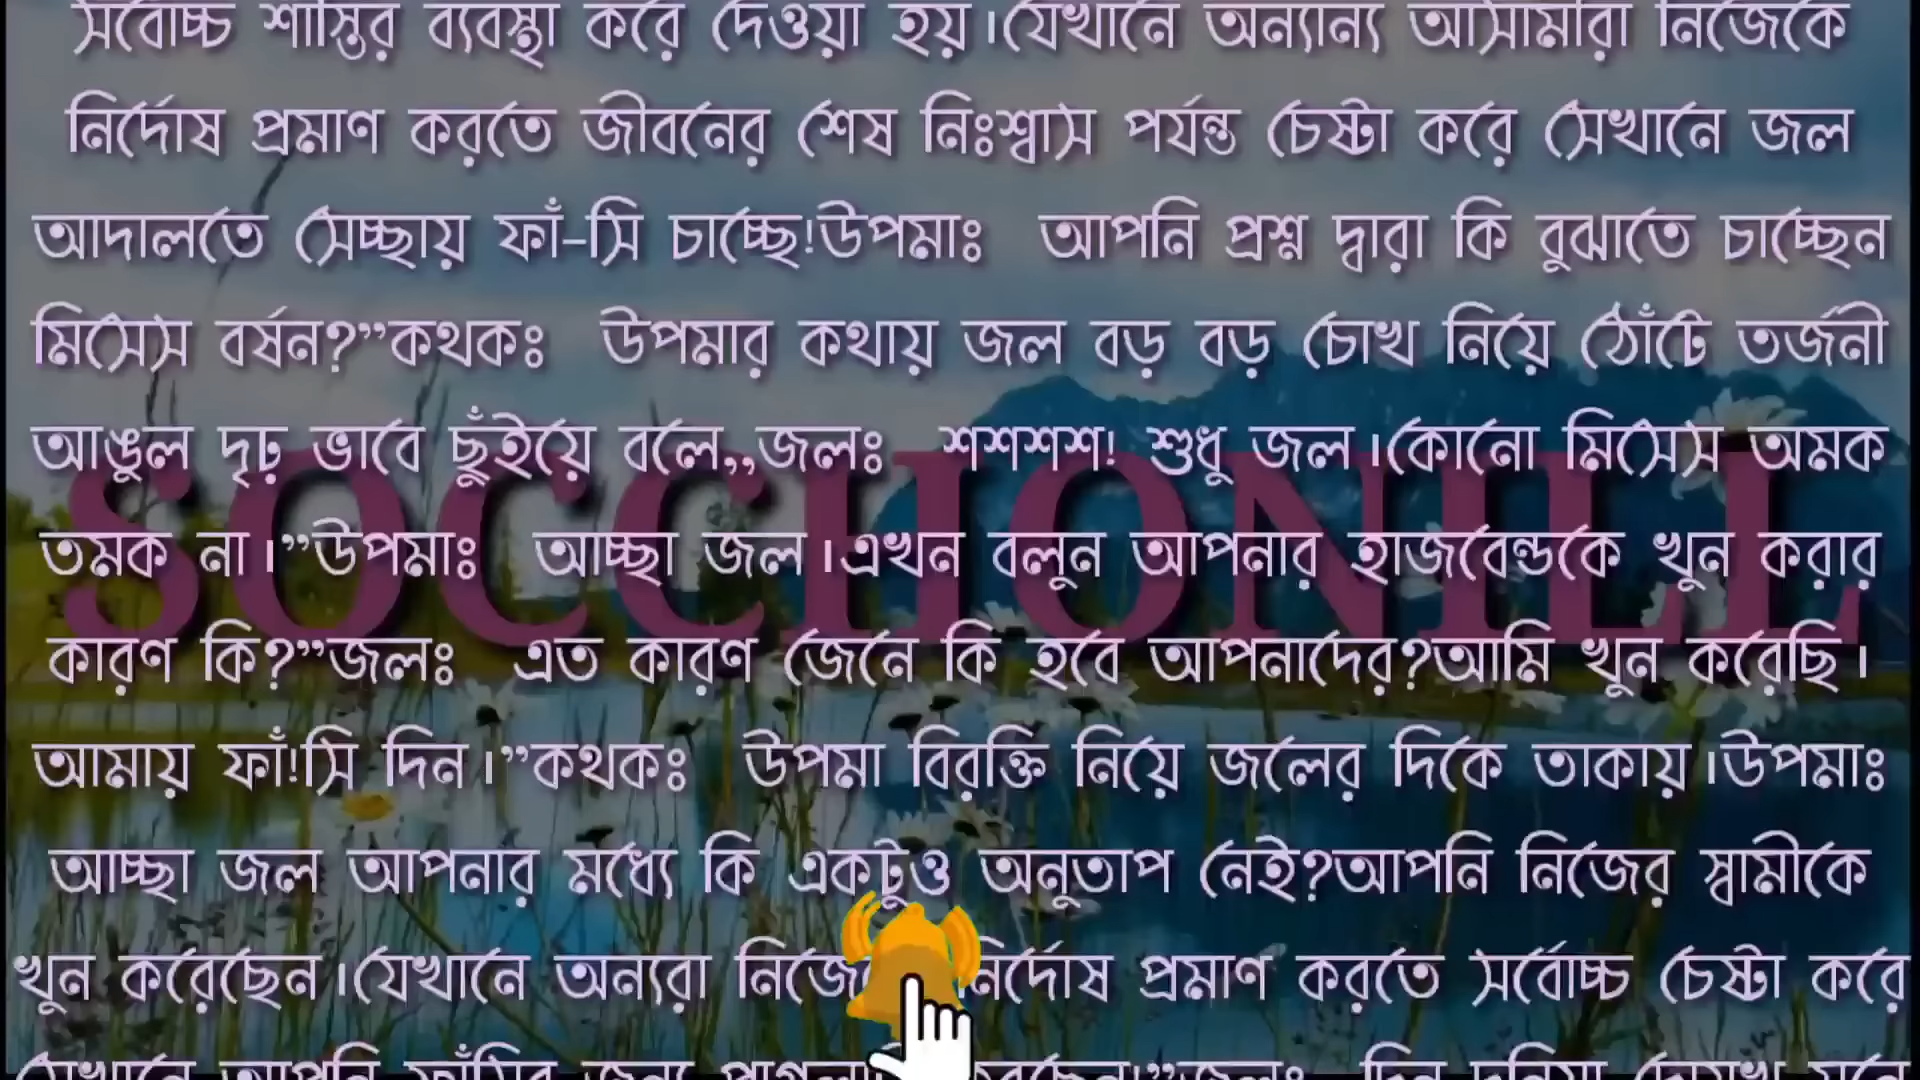 সর্বোচ্চ শাস্তির ব্যবস্থা করে দেওয়া হয়।যেখানে অন্যান্য আসামীরা নিজেকে
নির্দোষ প্রমাণ করতে জীবনের শেষ নিঃশ্বাস পর্যন্ত চেষ্টা করে সেখানে জল
আদালতে সেচ্ছায় ফাঁ-সি চাচ্ছে!উপমাঃ আপনি প্রশ্ন দ্বারা কি বুঝাতে চাচ্ছেন
মিসেস বর্ষন?”কথকঃ উপমার কথায় জল বড় বড় চোখ নিয়ে ঠোঁটে তর্জনী
আঙুল দৃঢ় ভাবে ছুঁইয়ে বলে,,জলঃ শশশশ! শুধু জল।কোনো মিসেস অমক
তমক না।”উপমাঃ আচ্ছা জল।এখন বলুন আপনার হাজবেন্ডকে খুন করার
কারণ কি?”জলঃ এত কারণ জেনে কি হবে আপনাদের?আমি খুন করেছি।
আমায় ফাঁ!সি দিন।”কথকঃ উপমা বিরক্তি নিয়ে জলের দিকে তাকায়।উপমাঃ
আচ্ছা জল আপনার মধ্যে কি একটুও অনুতাপ নেই?আপনি নিজের স্বামীকে
খুন করেছেন।যেখানে অন্যরা নির্দোষ প্রমাণ করতে সর্বোচ্চ চেষ্টা করে
সেখানে আপনি ফাঁসির জন্য
SOCCHONILL